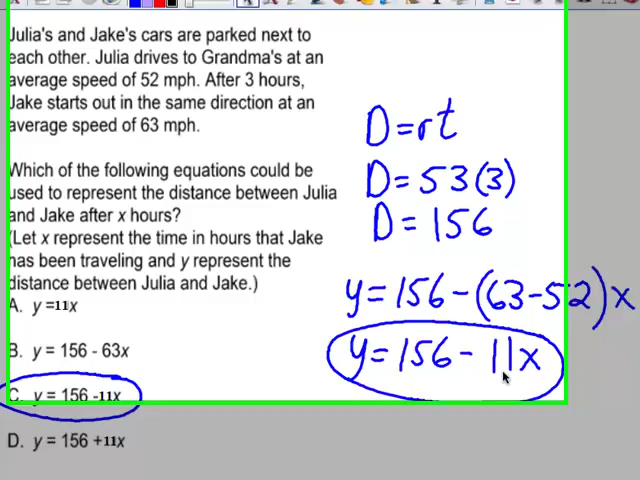 Julia's and Jake's cars are parked next to
each other. Julia drives to Grandma's at an
average speed of 52 mph. After 3 hours,
Jake starts out in the same direction at an
average speed of 63 mph.
Which of the following equations could be
used to represent the distance between Julia
and Jake after x hours?
(Let x represent the time in hours that Jake
has been traveling and y represent the
distance between Julia and Jake.)
A. y =11x
B. y = 156 - 63x
C. y = 156 -11x
D. y = 156 +11x
D=rt
D=53(3)
D=156
y=156-(63-52)x
y=156-11x